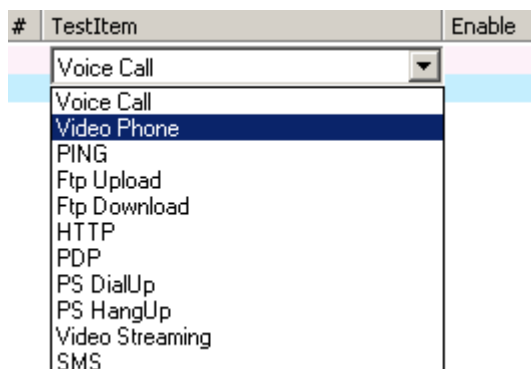 # TestItem Enable
Voice Call
Voice Call
Video Phone
PING
Ftp Upload
Ftp Download
HTTP
PDP
PS DialUp
PS HangUp
Video Streaming
SMS